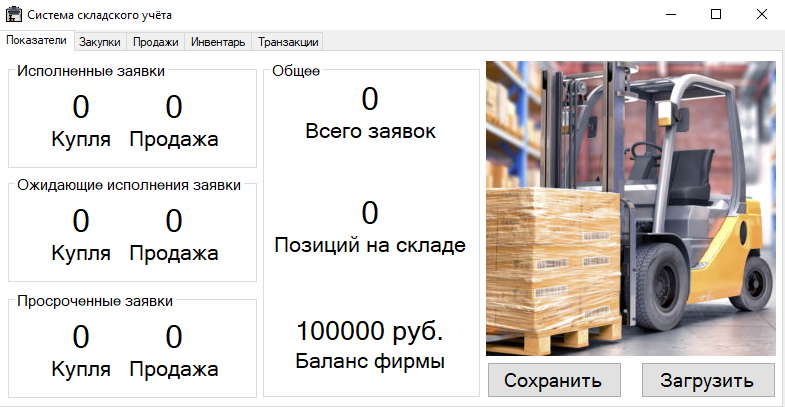 Система складского учёта
Показатели Закупки Продажи Инвентарь Транзакции
Исполненные заявки
0 0
Купля Продажа
Ожидающие исполнения заявки
0 0
Купля Продажа
Просроченные заявки
0 0
Купля Продажа
Общее
0
Всего заявок
0
Позиций на складе
100000 руб.
Баланс фирмы
Сохранить Загрузить